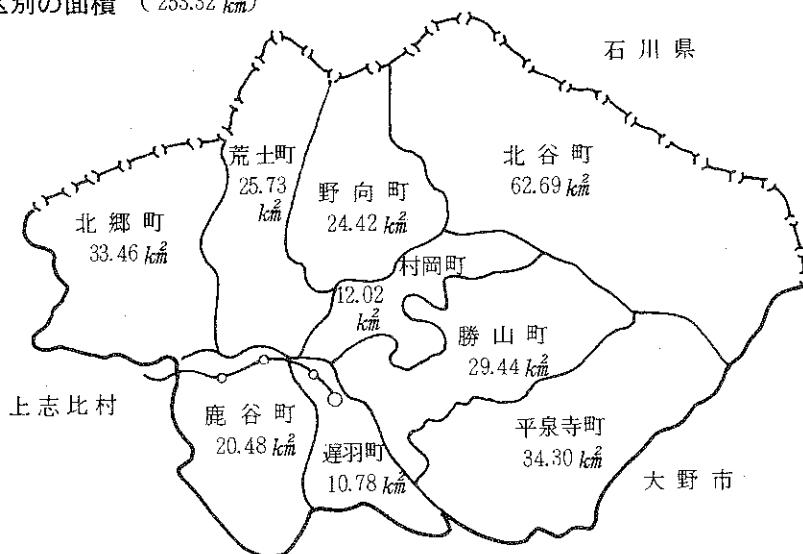 区別の面積 ( 253.32 km²)
石川県
荒土町
25.73
km²
北谷町
62.69 km²
野向町
24.42 km²
北郷町
33.46 km²
村岡町
12.02
km²
勝山町
29.44 km²
上志比村
鹿谷町
20.48 km²
遅羽町
10.78 km²
平泉寺町
34.30 km²
大野市